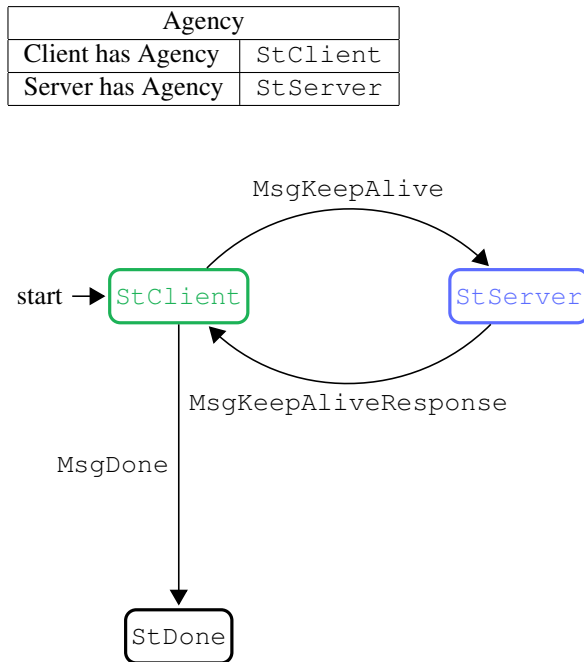 Agency
Client has Agency StClient
Server has Agency StServer
MsgKeepAlive
start StClient StServer
MsgKeepAliveResponse
MsgDone
StDone